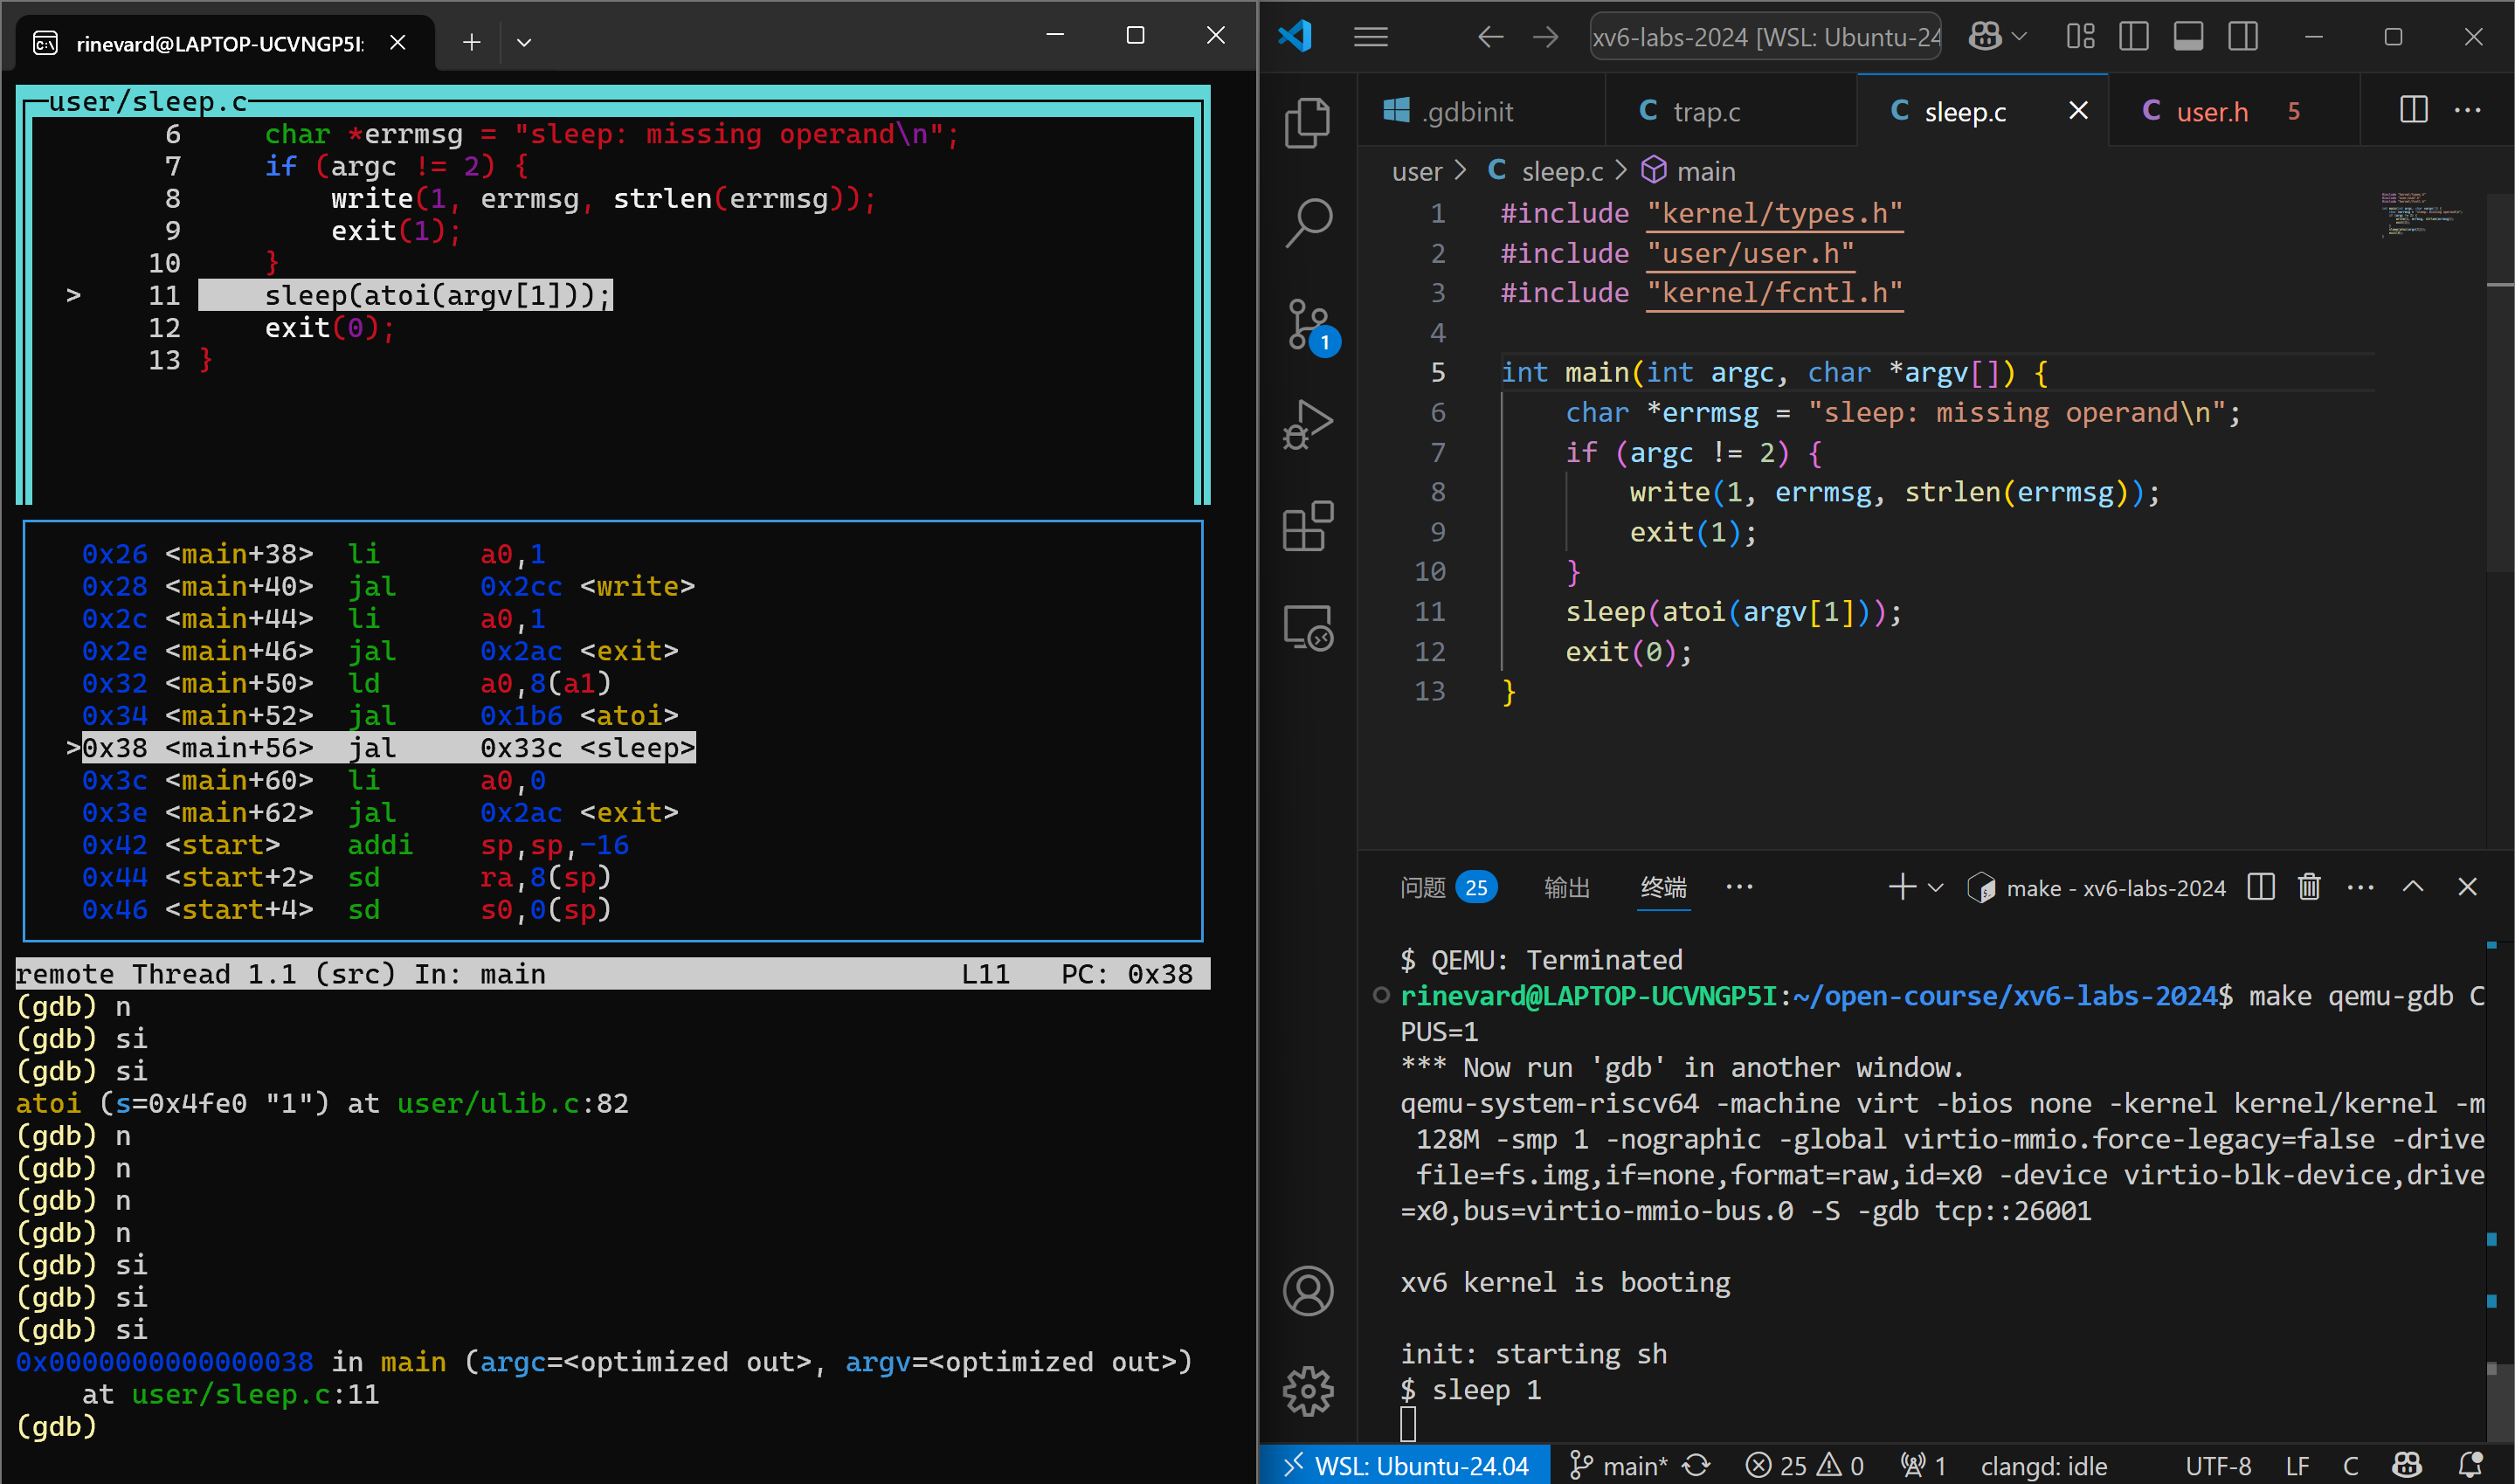 rinevard@LAPTOP-UCVNGP5I:
user/sleep.c
6 char *errmsg = "sleep: missing operand\n";
7 if (argc != 2) {
8 write(1, errmsg, strlen(errmsg));
9 exit(1);
10 }
> 11 sleep(atoi(argv[1]));
12 exit(0);
13 }
0x26 <main+38> li a0,1
0x28 <main+40> jal 0x2cc <write>
0x2c <main+44> li a0,1
0x2e <main+46> jal 0x2ac <exit>
0x32 <main+50> ld a0,8(a1)
0x34 <main+52> jal 0x1b6 <atoi>
>0x38 <main+56> jal 0x33c <sleep>
0x3c <main+60> li a0,0
0x3e <main+62> jal 0x2ac <exit>
0x42 <start> addi sp,sp,-16
0x44 <start+2> sd ra,8(sp)
0x46 <start+4> sd s0,0(sp)
remote Thread 1.1 (src) In: main L11 PC: 0x38
(gdb) n
(gdb) si
(gdb) si
atoi (s=0x4fe0 "1") at user/ulib.c:82
(gdb) n
(gdb) n
(gdb) n
(gdb) n
(gdb) si
(gdb) si
(gdb) si
0x0000000000000038 in main (argc=<optimized out>, argv=<optimized out>)
at user/sleep.c:11
(gdb)
xv6-labs-2024 [WSL: Ubuntu-24
.gdbinit
C trap.c
C sleep.c
C user.h 5
user > C sleep.c > main
1 #include "kernel/types.h"
2 #include "user/user.h"
3 #include "kernel/fcntl.h"
4
5 int main(int argc, char *argv[]) {
6 char *errmsg = "sleep: missing operand\n";
7 if (argc != 2) {
8 write(1, errmsg, strlen(errmsg));
9 exit(1);
10 }
11 sleep(atoi(argv[1]));
12 exit(0);
13 }
1
问题 25 输出 终端 make - xv6-labs-2024
$ QEMU: Terminated
rinevard@LAPTOP-UCVNGP5I:~/open-course/xv6-labs-2024$ make qemu-gdb C
PUS=1
*** Now run 'gdb' in another window.
qemu-system-riscv64 -machine virt -bios none -kernel kernel/kernel -m
128M -smp 1 -nographic -global virtio-mmio.force-legacy=false -drive
file=fs.img,if=none,format=raw,id=x0 -device virtio-blk-device,drive
=x0,bus=virtio-mmio-bus.0 -S -gdb tcp::26001
xv6 kernel is booting
init: starting sh
$ sleep 1
WSL: Ubuntu-24.04 main* 25 0 1 clangd: idle UTF-8 LF C